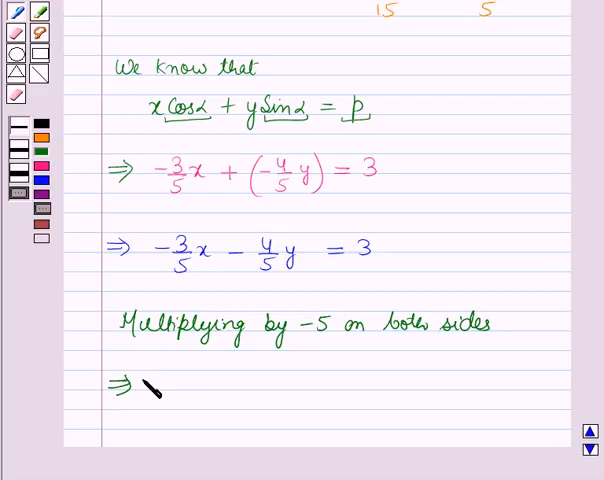 15 5
We know that
x Cosα + y Sinα = p
⇒ -3/5 x + (-4/5 y) = 3
⇒ -3/5 x - 4/5 y = 3
Multiplying by -5 on both sides
⇒